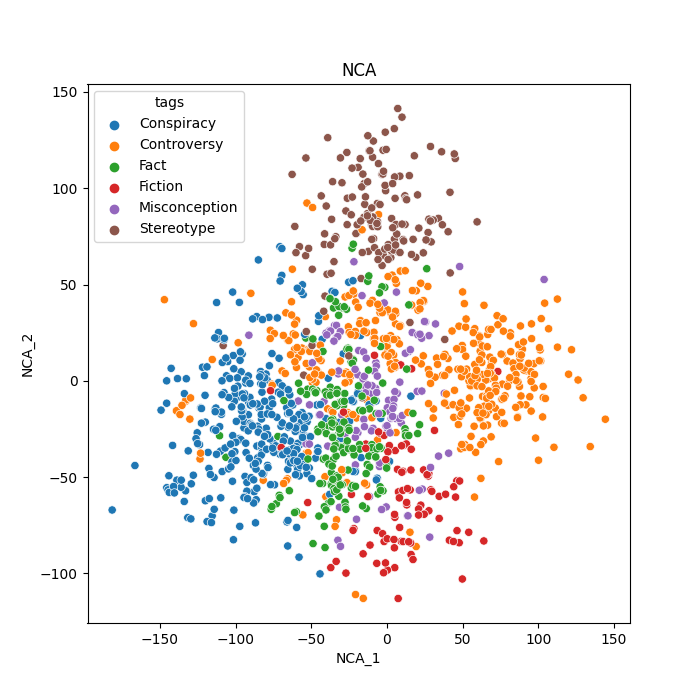 NCA
tags
Conspiracy
Controversy
Fact
Fiction
Misconception
Stereotype
150
100
50
0
−50
−100
NCA_2
−150
−100
−50
0
50
100
150
NCA_1